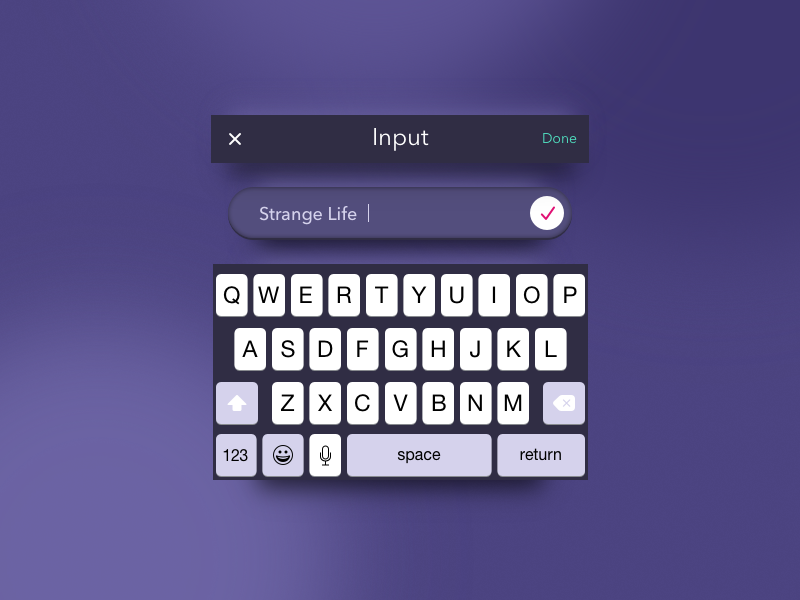 Input Done
Strange Life
Q W E R T Y U I O P
A S D F G H J K L
Z X C V B N M
123 space return